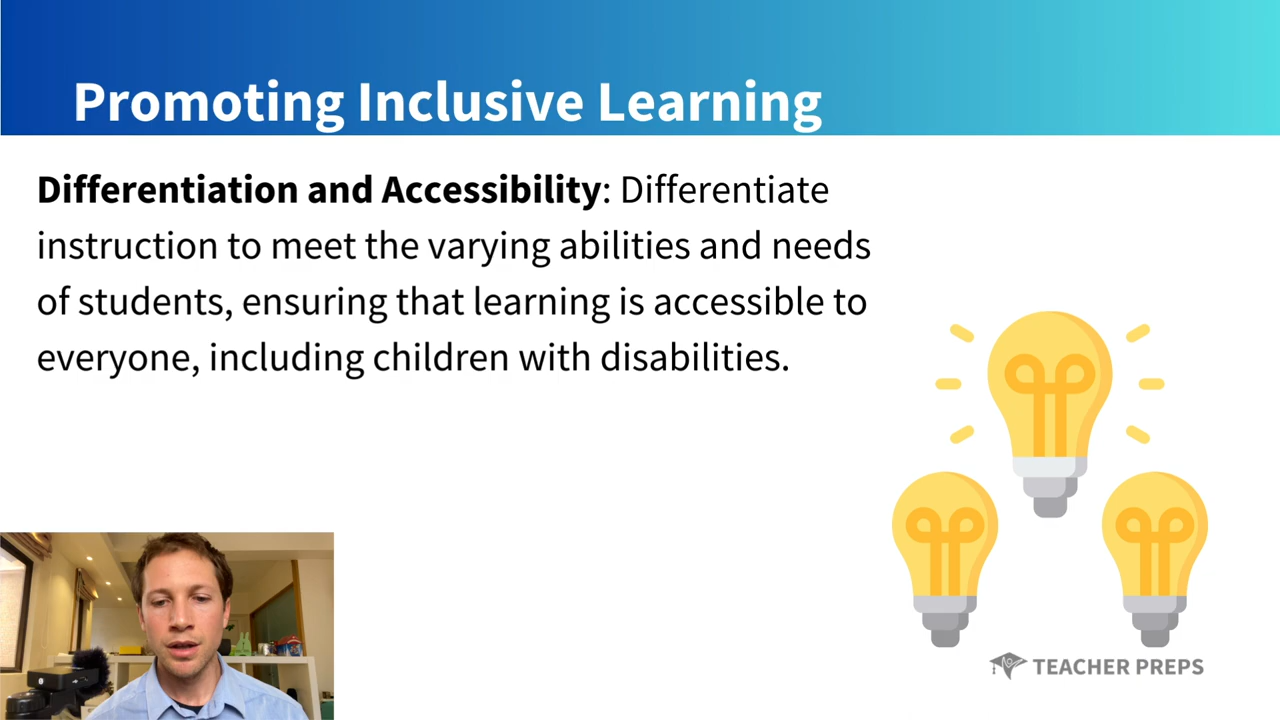 Promoting Inclusive Learning
Differentiation and Accessibility: Differentiate
instruction to meet the varying abilities and needs
of students, ensuring that learning is accessible to
everyone, including children with disabilities.
TEACHER PREPS